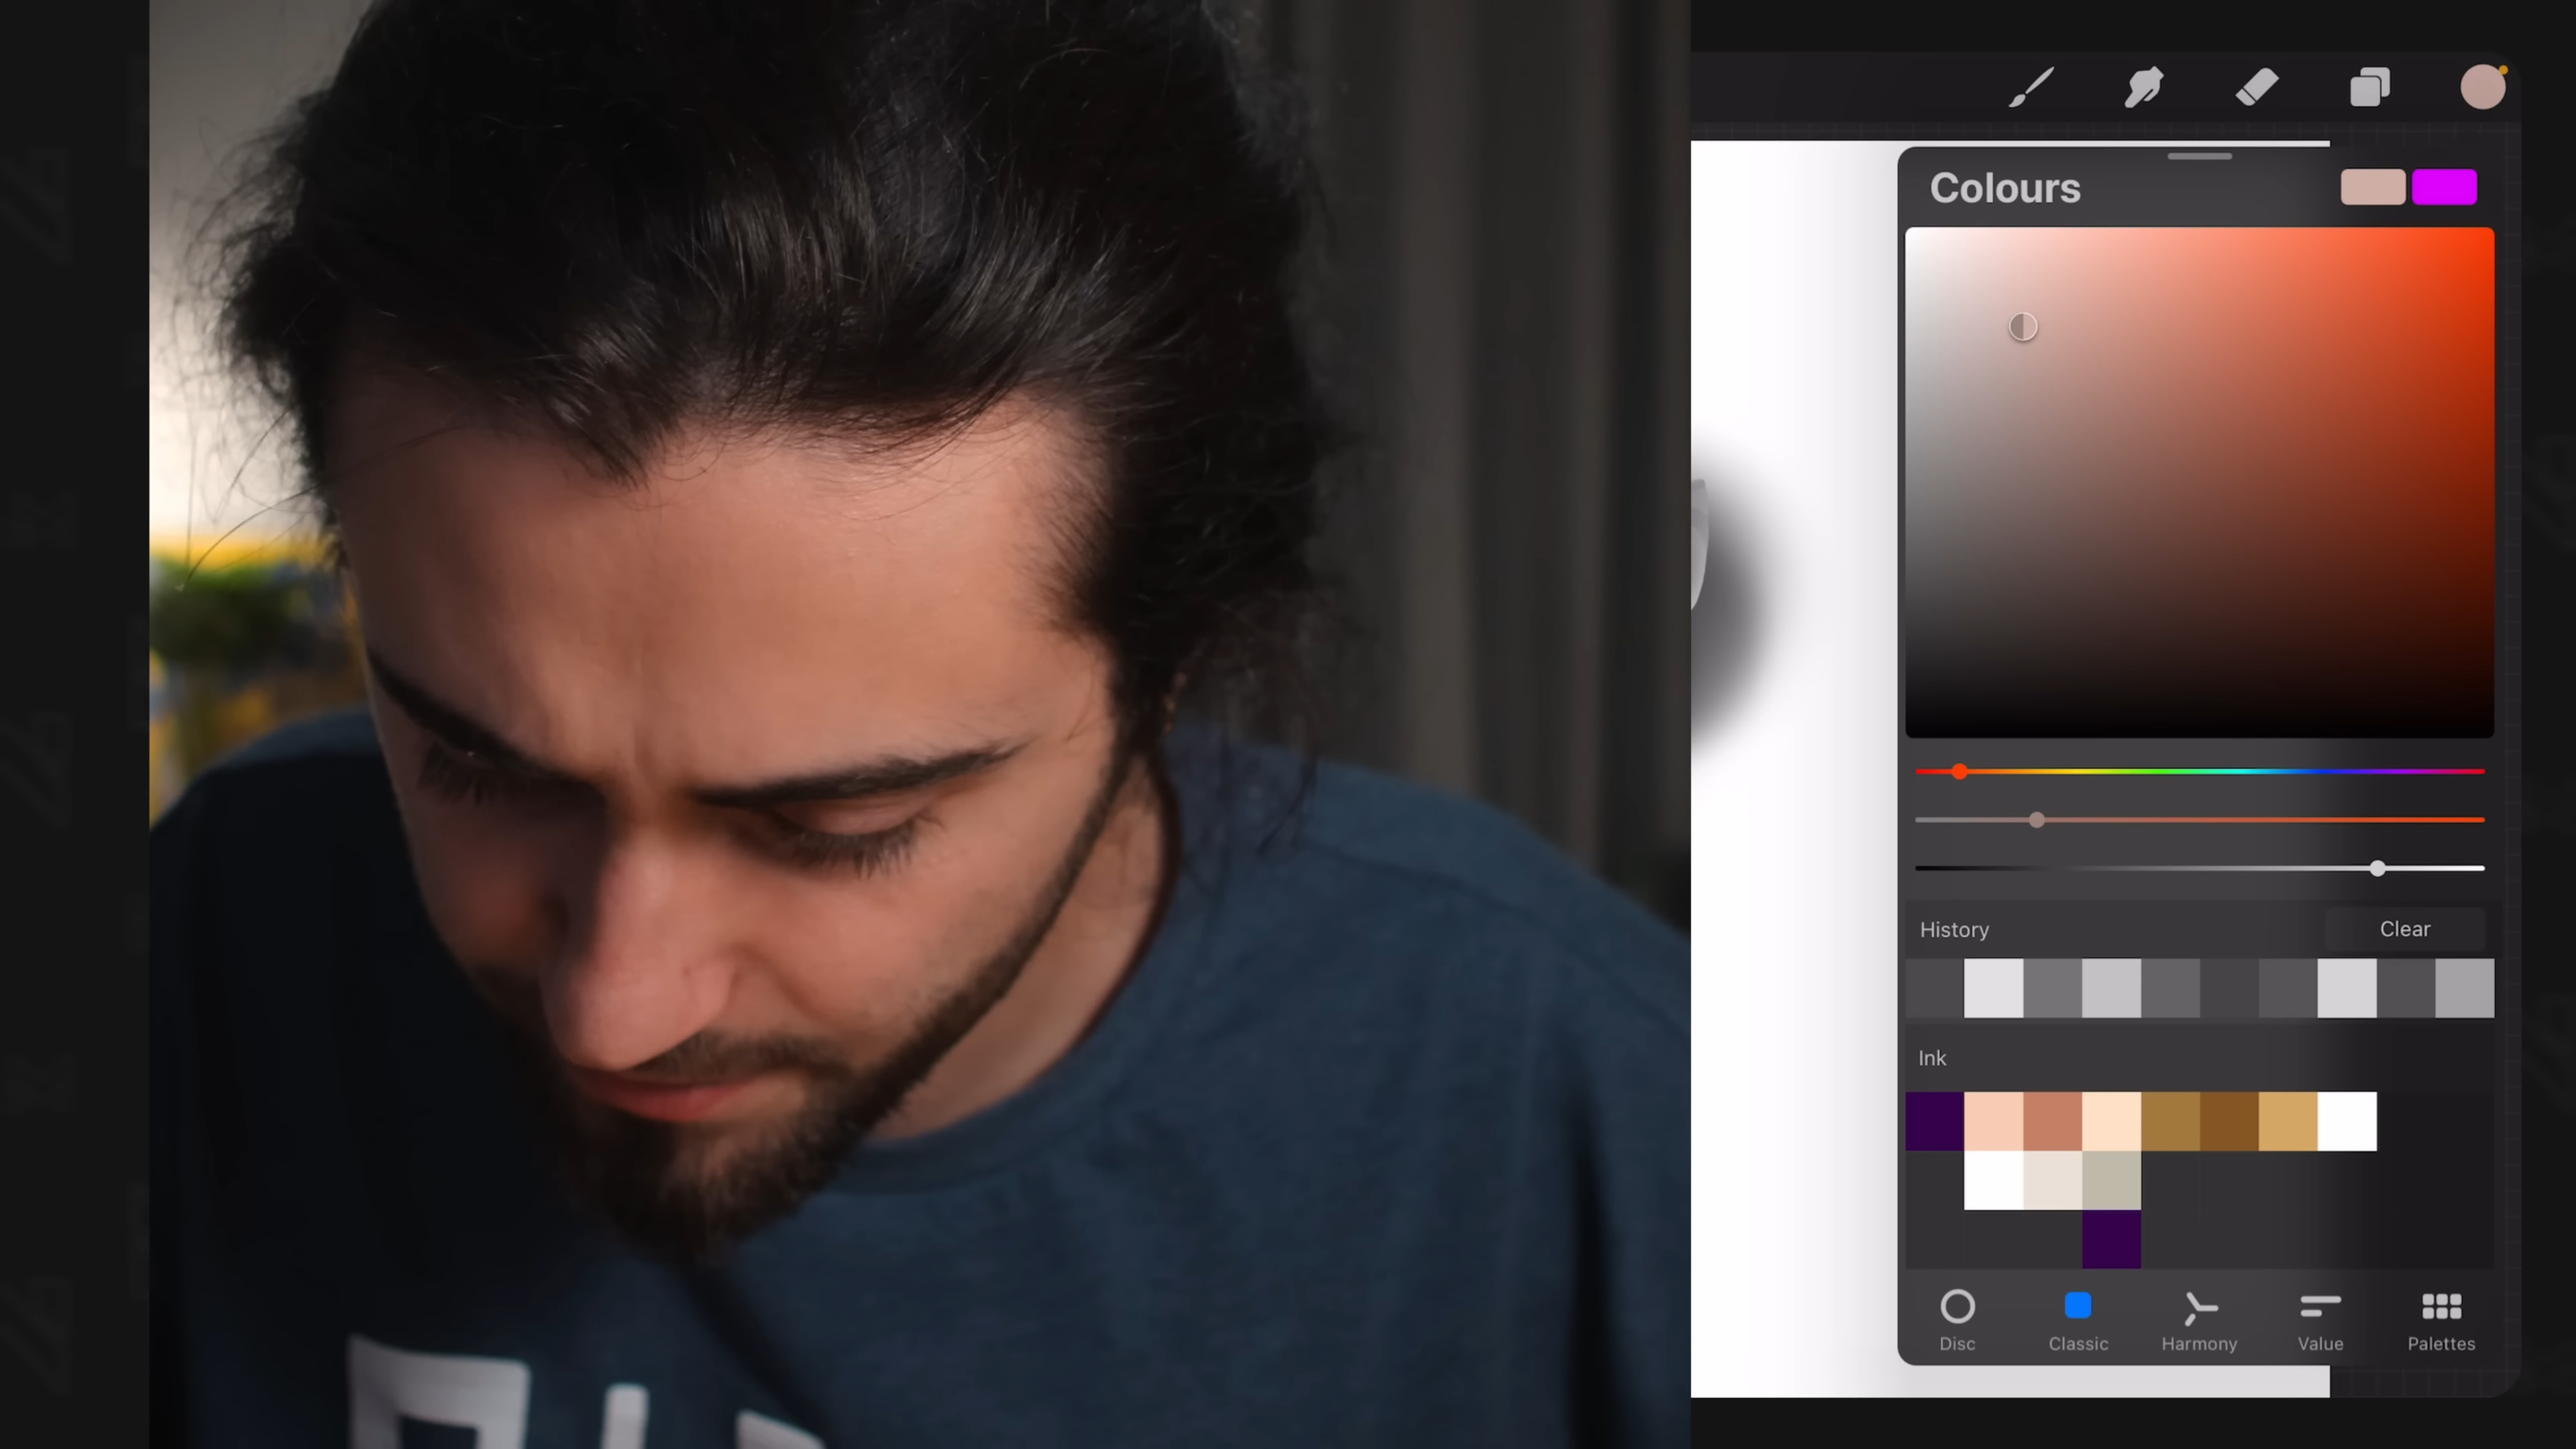 Colours
History
Clear
Ink
Disc
Classic
Harmony
Value
Palettes